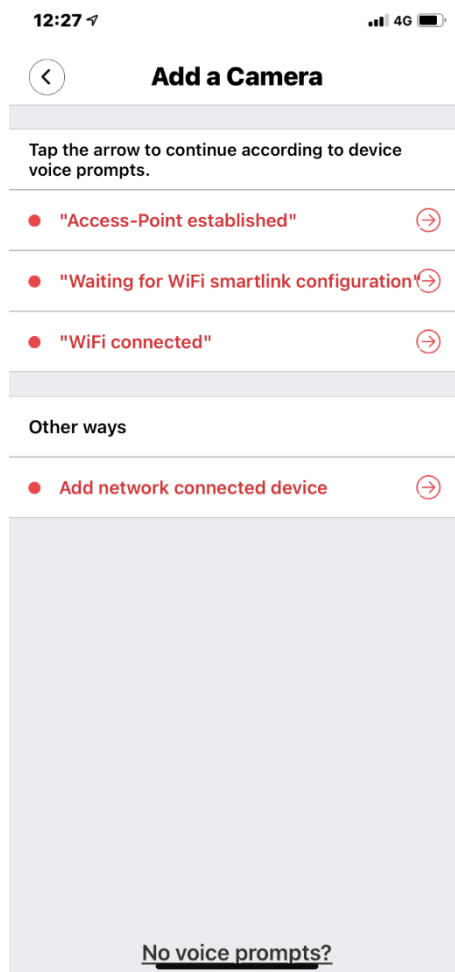 12:27
4G
Add a Camera
Tap the arrow to continue according to device
voice prompts.
"Access-Point established"
"Waiting for WiFi smartlink configuration"
"WiFi connected"
Other ways
Add network connected device
No voice prompts?